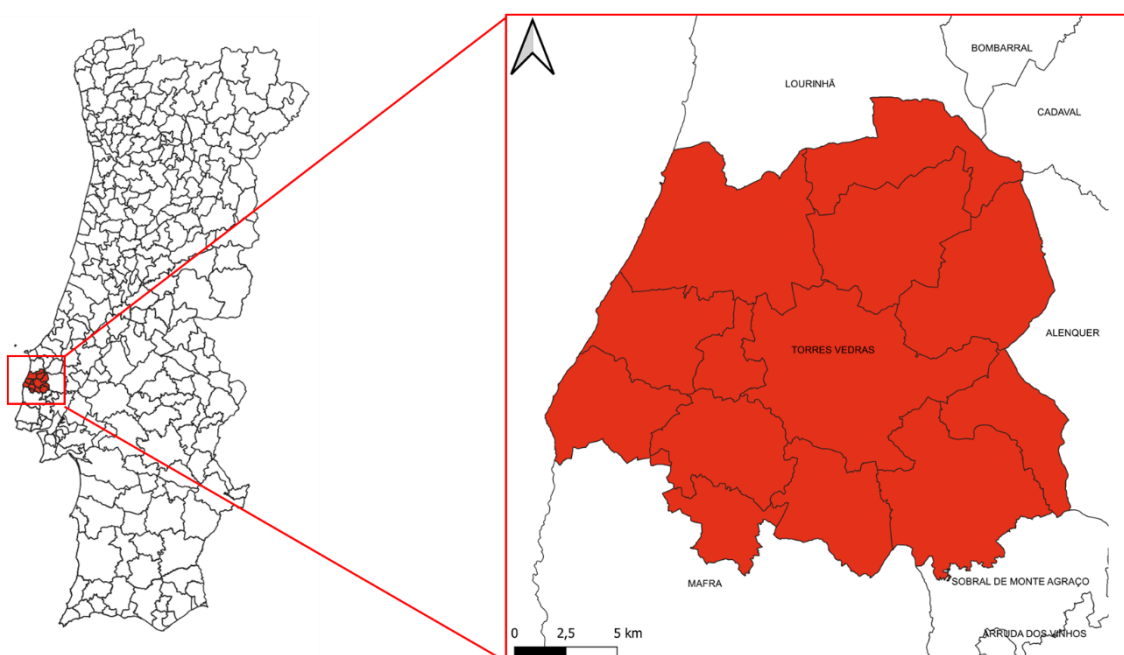 BOMBARRAL
LOURINHÃ
CADAVAL
ALENQUER
TORRES VEDRAS
MAFRA
SOBRAL DE MONTE AGRAÇO
ARRUDA DOS VINHOS
0 2,5 5 km